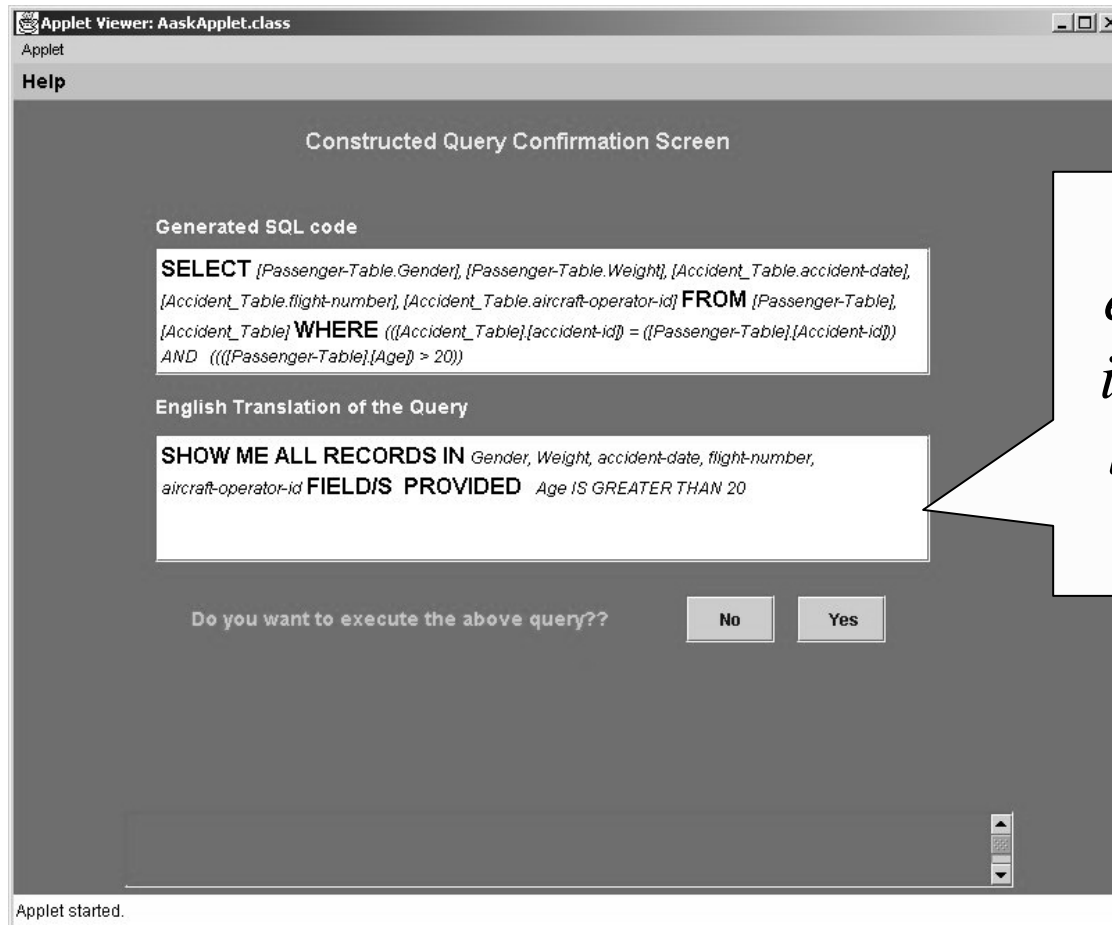 Applet Viewer: AaskApplet.class
Applet
Help
Constructed Query Confirmation Screen
Generated SQL code
SELECT [Passenger-Table.Gender], [Passenger-Table.Weight], [Accident_Table.accident-date],
[Accident_Table.flight-number], [Accident_Table.aircraft-operator-id] FROM [Passenger-Table],
[Accident_Table] WHERE (([Accident_Table].[accident-id]) = ([Passenger-Table].[Accident-id]))
AND ((([Passenger-Table].[Age]) > 20))
English Translation of the Query
SHOW ME ALL RECORDS IN Gender, Weight, accident-date, flight-number,
aircraft-operator-id FIELD/S PROVIDED Age IS GREATER THAN 20
Do you want to execute the above query??
No
Yes
Applet started.